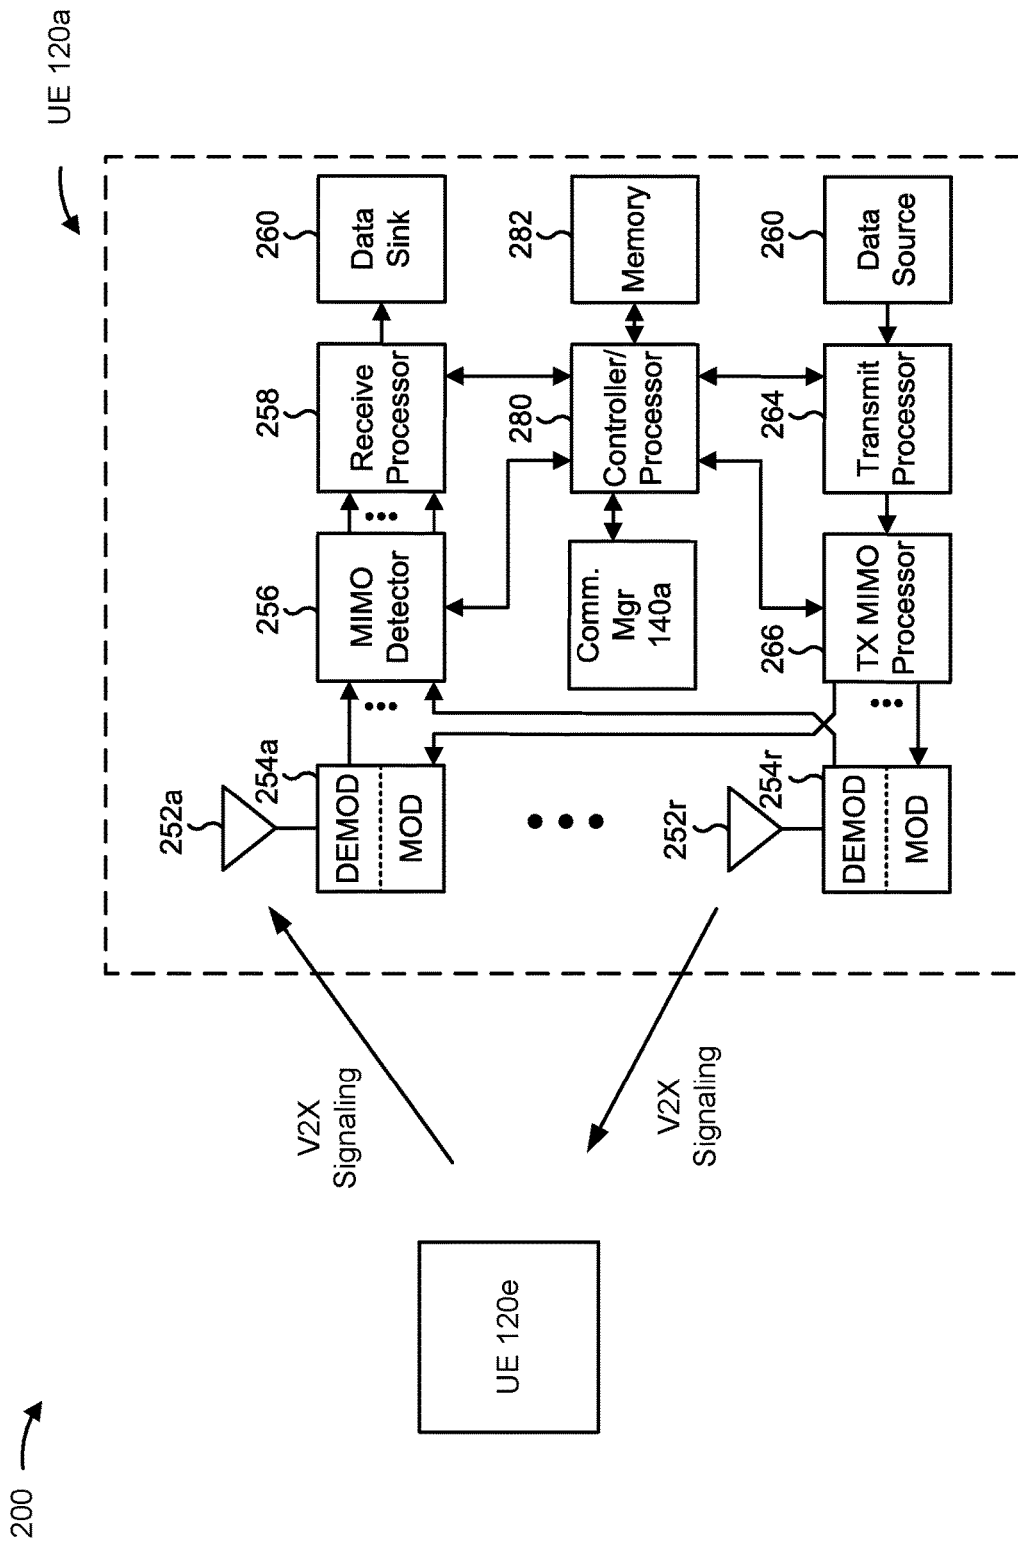 200
UE 120a
UE 120e
V2X
Signaling
V2X
Signaling
252a
254a
DEMOD
MOD
256
MIMO
Detector
258
Receive
Processor
260
Data
Sink
Comm.
Mgr
140a
280
Controller/
Processor
282
Memory
252r
254r
DEMOD
MOD
266
TX MIMO
Processor
264
Transmit
Processor
260
Data
Source